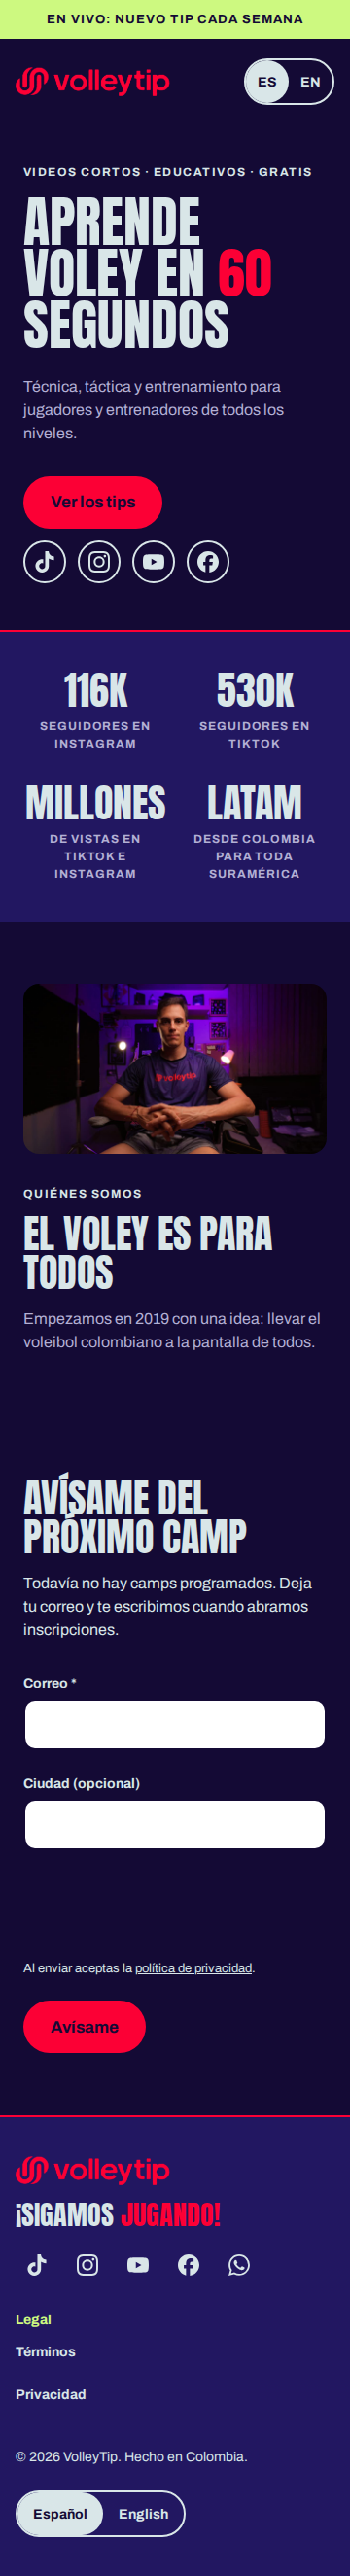 EN VIVO: NUEVO TIP CADA SEMANA
volleytip
ES EN
VIDEOS CORTOS · EDUCATIVOS · GRATIS
APRENDE
VOLEY EN 60
SEGUNDOS
Técnica, táctica y entrenamiento para
jugadores y entrenadores de todos los
niveles.
Ver los tips
116K
SEGUIDORES EN
INSTAGRAM
530K
SEGUIDORES EN
TIKTOK
MILLONES
DE VISTAS EN
TIKTOK E
INSTAGRAM
LATAM
DESDE COLOMBIA
PARA TODA
SURAMÉRICA
volleytip
QUIÉNES SOMOS
EL VOLEY ES PARA
TODOS
Empezamos en 2019 con una idea: llevar el
voleibol colombiano a la pantalla de todos.
AVÍSAME DEL
PRÓXIMO CAMP
Todavía no hay camps programados. Deja
tu correo y te escribimos cuando abramos
inscripciones.
Correo *
Ciudad (opcional)
Al enviar aceptas la política de privacidad.
Avísame
volleytip
¡SIGAMOS JUGANDO!
Legal
Términos
Privacidad
© 2026 VolleyTip. Hecho en Colombia.
Español English